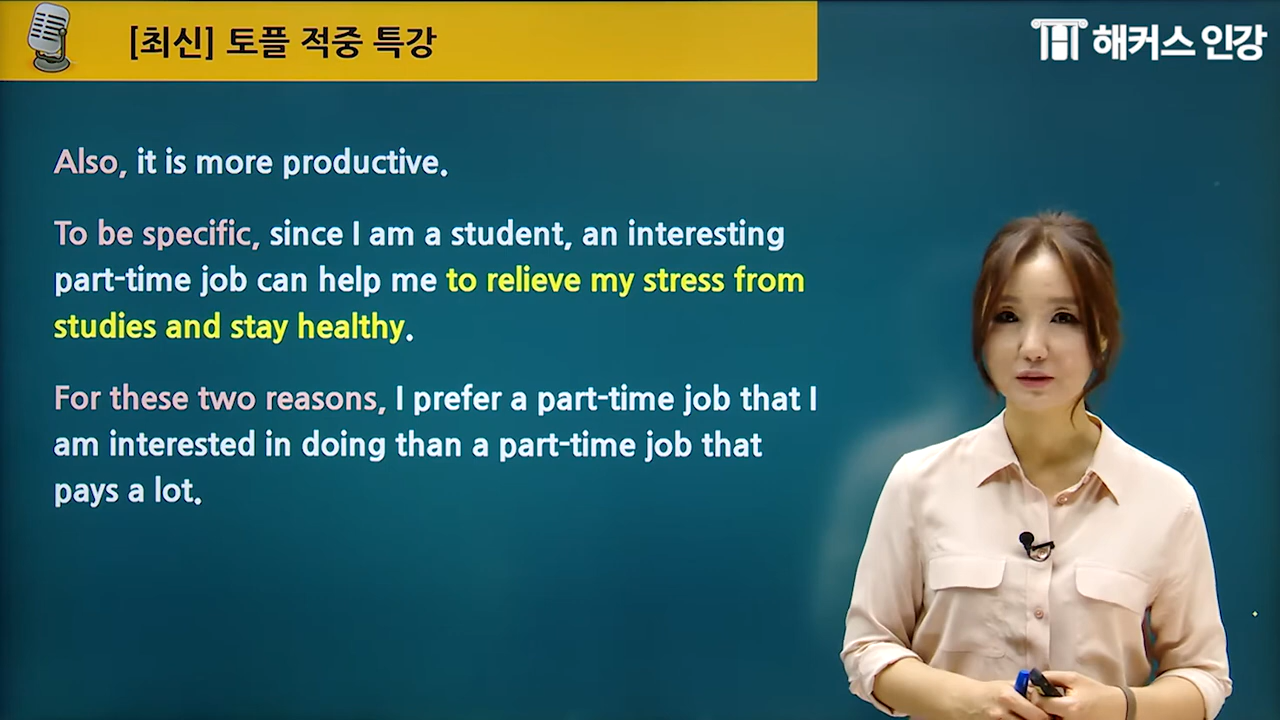 [최신] 토플 적중 특강
해커스 인강
Also, it is more productive.
To be specific, since I am a student, an interesting
part-time job can help me to relieve my stress from
studies and stay healthy.
For these two reasons, I prefer a part-time job that I
am interested in doing than a part-time job that
pays a lot.